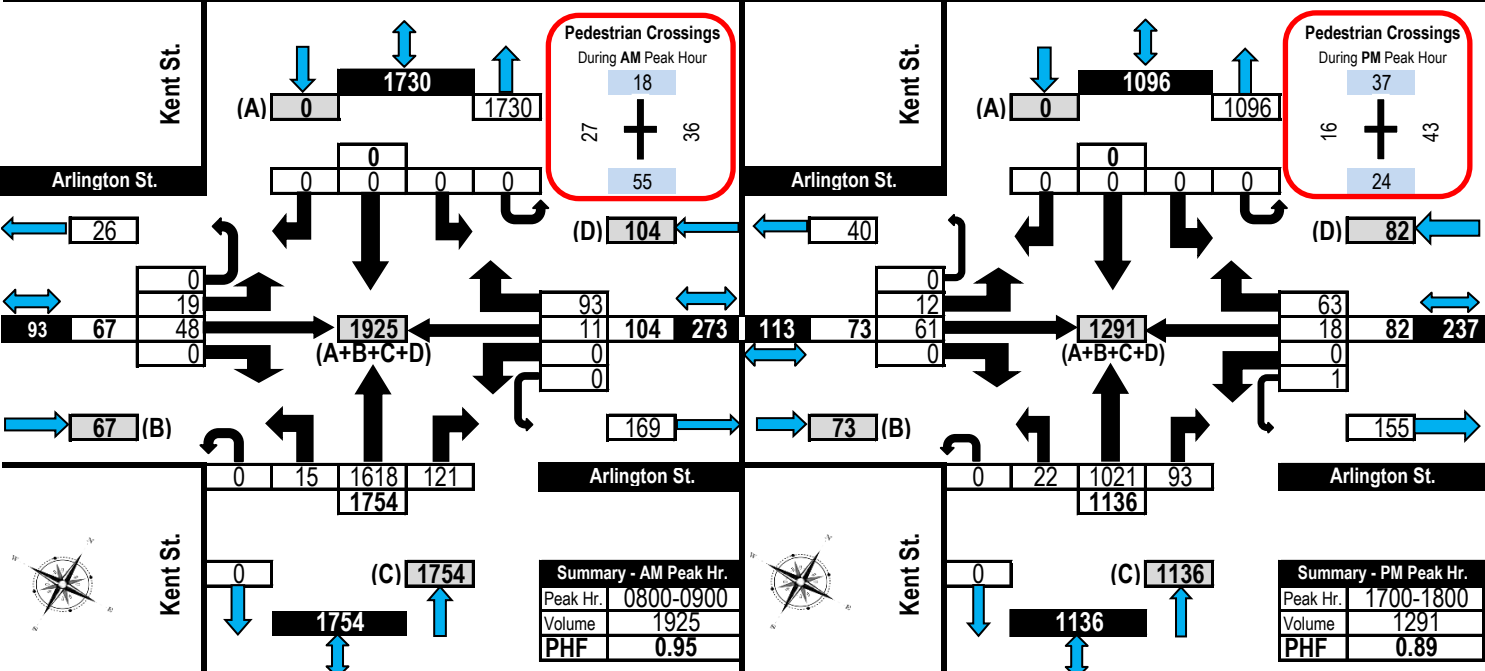 Kent St.
Arlington St.
(A)
0
1730
1730
Pedestrian Crossings
During AM Peak Hour
18
27
36
55
0
0 0 0 0
26
(D) 104
0
19
93 67 48
0
1925
(A+B+C+D)
93
11 104 273
0
0
67 (B)
169
0 15 1618 121
1754
Arlington St.
Kent St.
0
(C) 1754
1754
Summary - AM Peak Hr.
Peak Hr. 0800-0900
Volume 1925
PHF 0.95
Kent St.
Arlington St.
(A)
0
1096
1096
Pedestrian Crossings
During PM Peak Hour
37
16
43
24
0
0 0 0 0
40
(D) 82
0
12
113 73 61
0
1291
(A+B+C+D)
63
18 82 237
0
1
73 (B)
155
0 22 1021 93
1136
Arlington St.
Kent St.
0
(C) 1136
1136
Summary - PM Peak Hr.
Peak Hr. 1700-1800
Volume 1291
PHF 0.89